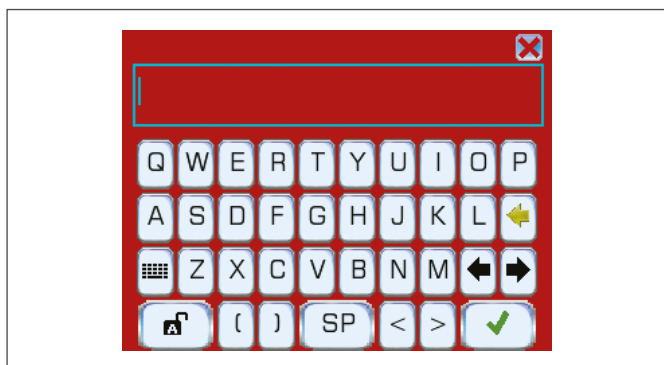 Q W E R T Y U I O P
A S D F G H J K L
Z X C V B N M
A ( ) SP < >